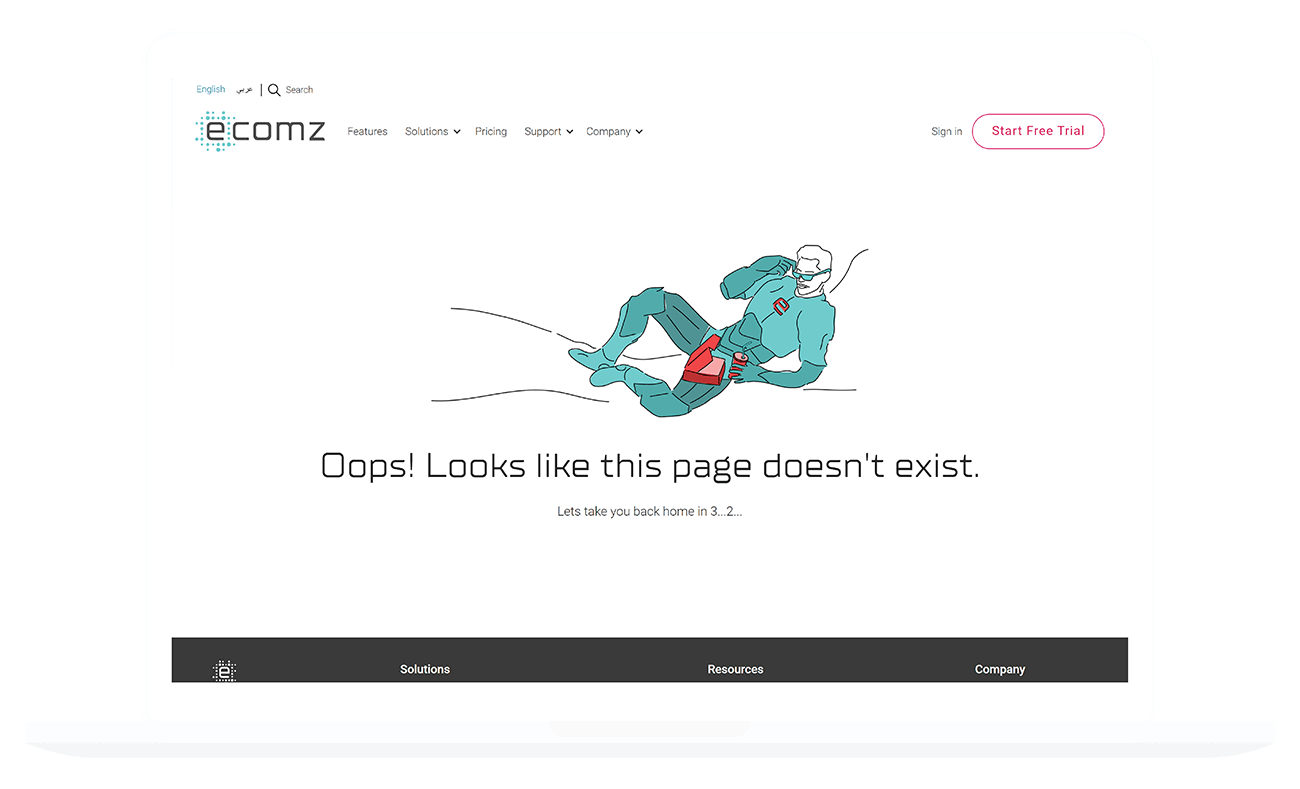 English عربي | Search
ecomz Features Solutions Pricing Support Company Sign in Start Free Trial
Oops! Looks like this page doesn't exist.
Lets take you back home in 3...2...
e Solutions Resources Company